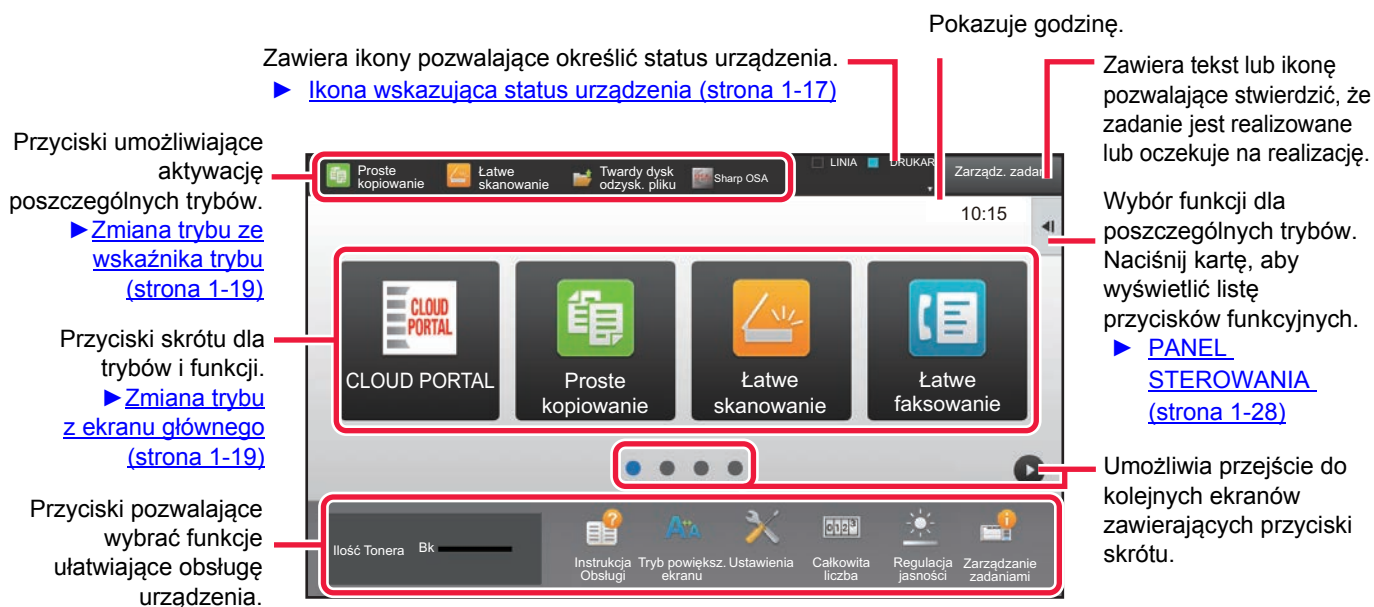 Pokazuje godzinę.
Zawiera ikony pozwalające określić status urządzenia.
► Ikona wskazująca status urządzenia (strona 1-17)
Zawiera tekst lub ikonę
pozwalające stwierdzić, że
zadanie jest realizowane
lub oczekuje na realizację.
Przyciski umożliwiające
aktywację
poszczególnych trybów.
►Zmiana trybu ze
wskaźnika trybu
(strona 1-19)
Proste
kopiowanie
Łatwe
skanowanie
Twardy dysk
odzysk. pliku
Sharp OSA
LINIA
DRUKAR
Zarządz. zadań
10:15
Wybór funkcji dla
poszczególnych trybów.
Naciśnij kartę, aby
wyświetlić listę
przycisków funkcyjnych.
► PANEL
STEROWANIA
(strona 1-28)
Przyciski skrótu dla
trybów i funkcji.
►Zmiana trybu
z ekranu głównego
(strona 1-19)
CLOUD
PORTAL
CLOUD PORTAL
Proste
kopiowanie
Łatwe
skanowanie
Łatwe
faksowanie
Umożliwia przejście do
kolejnych ekranów
zawierających przyciski
skrótu.
Przyciski pozwalające
wybrać funkcje
ułatwiające obsługę
urządzenia.
Ilość Tonera Bk
Instrukcja
Obsługi
Tryb powiększ.
ekranu
Ustawienia
Całkowita
liczba
Regulacja
jasności
Zarządzanie
zadaniami